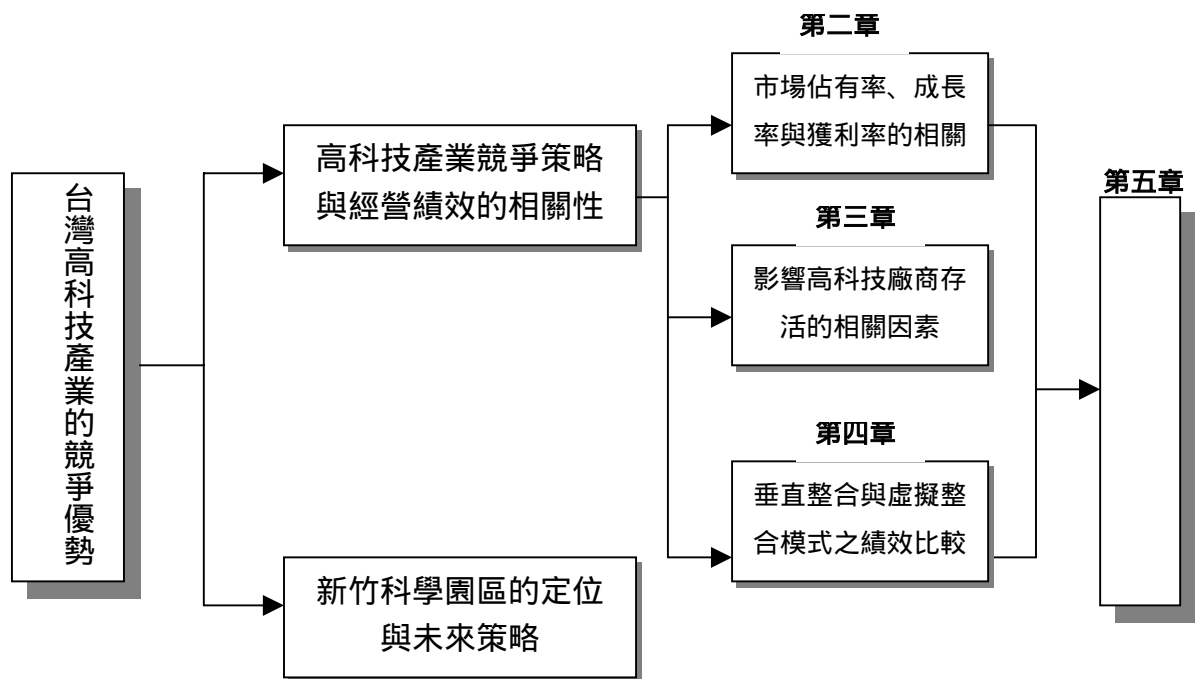 台灣高科技產業的競爭優勢
高科技產業競爭策略
與經營績效的相關性
新竹科學園區的定位
與未來策略
第二章
市場佔有率、成長
率與獲利率的相關
第三章
影響高科技廠商存
活的相關因素
第四章
垂直整合與虛擬整
合模式之績效比較
第五章